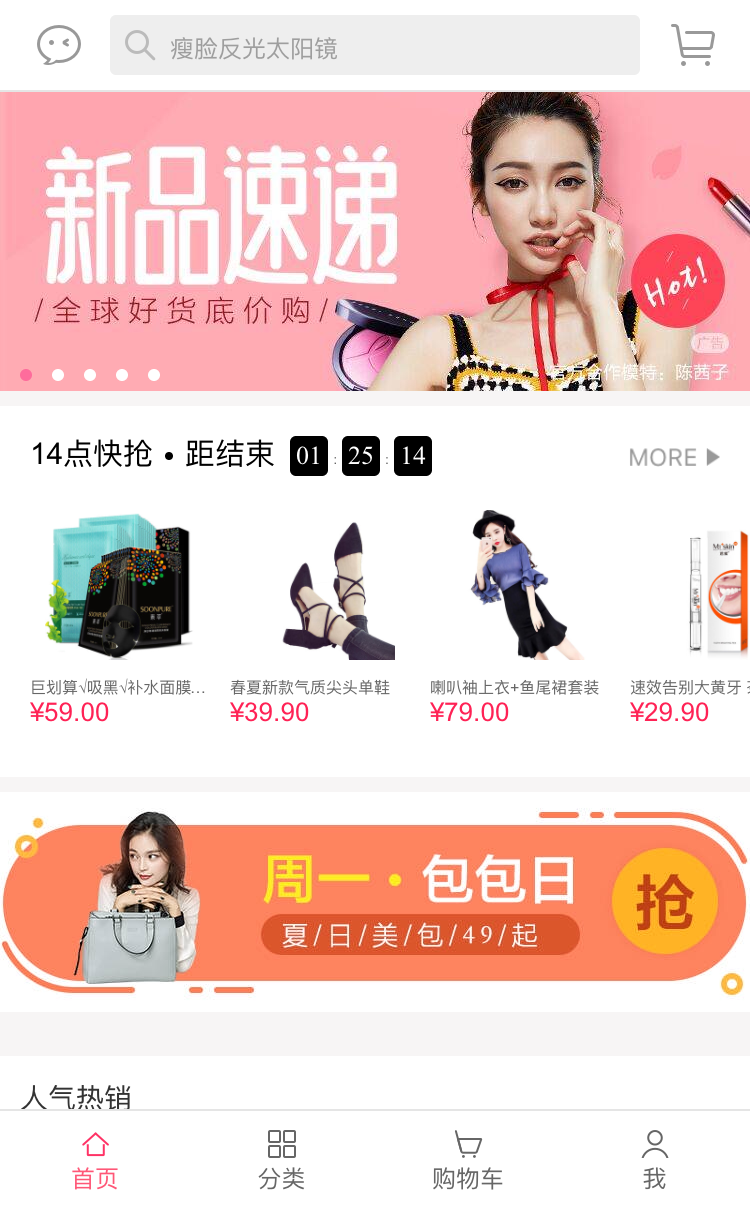 瘦脸反光太阳镜
新品速递
/全球好货底价购/
Hot!
广告
官方合作模特：陈茜子
14点快抢 • 距结束 01 : 25 : 14
MORE ▶
SOONPURE
Mr.Skin
巨划算√吸黑√补水面膜…
春夏新款气质尖头单鞋
喇叭袖上衣+鱼尾裙套装
速效告别大黄牙
¥59.00
¥39.90
¥79.00
¥29.90
周一·包包日
夏/日/美/包/49/起
抢
人气热销
首页
分类
购物车
我